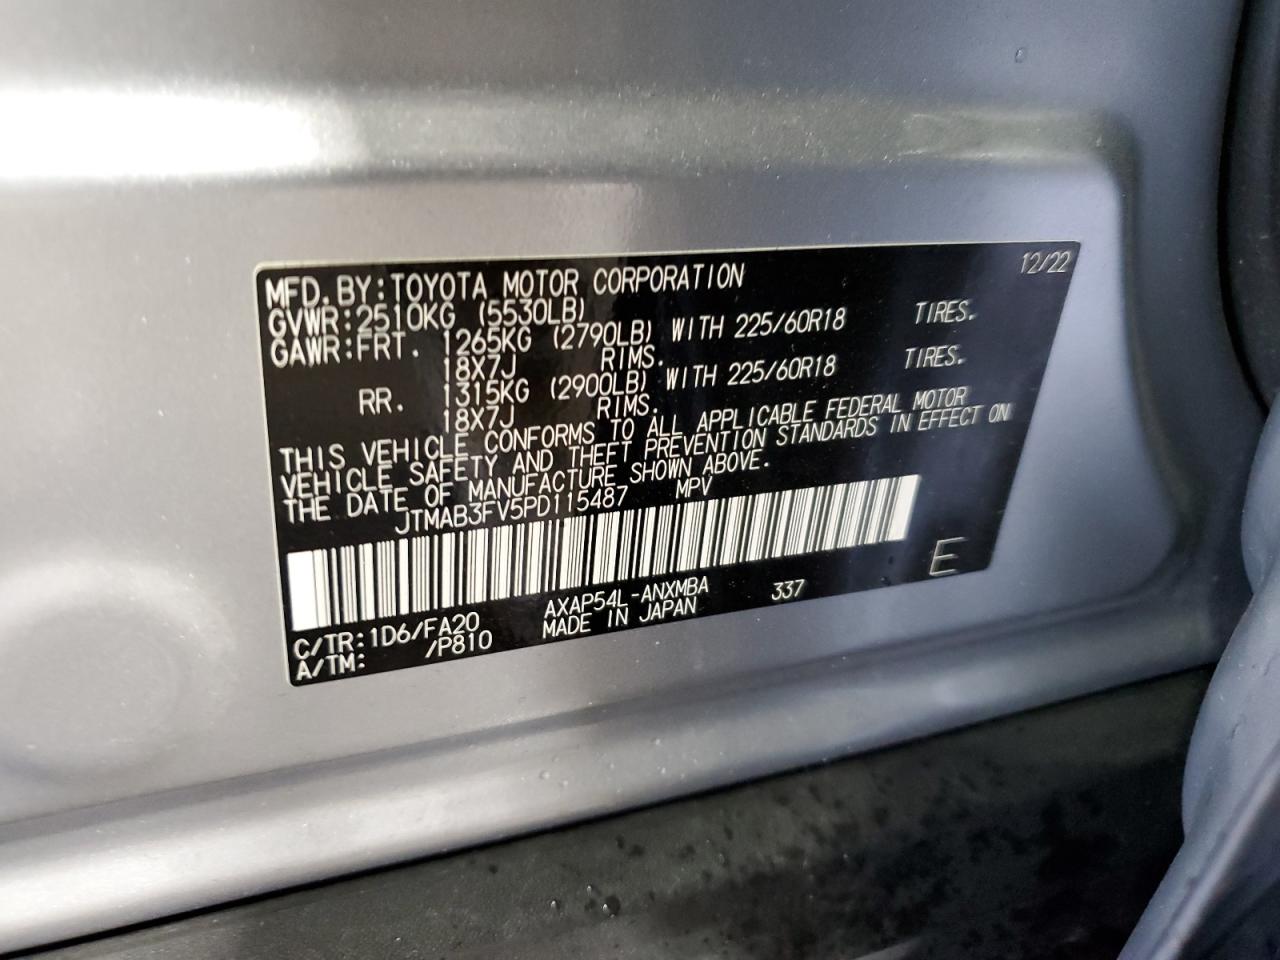 12/22
MFD. BY: TOYOTA MOTOR CORPORATION
GVWR: 2510KG (5530LB)
GAWR: FRT. 1265KG (2790LB) WITH 225/60R18 TIRES.
18X7J RIMS.
RR. 1315KG (2900LB) WITH 225/60R18 TIRES.
18X7J RIMS.
THIS VEHICLE CONFORMS TO ALL APPLICABLE FEDERAL MOTOR
VEHICLE SAFETY AND THEFT PREVENTION STANDARDS IN EFFECT ON
THE DATE OF MANUFACTURE SHOWN ABOVE.
JTMAB3FV5PD115487 MPV
E
C/TR: 1D6/FA20 AXAP54L-ANXMBA 337
A/TM: /P810 MADE IN JAPAN